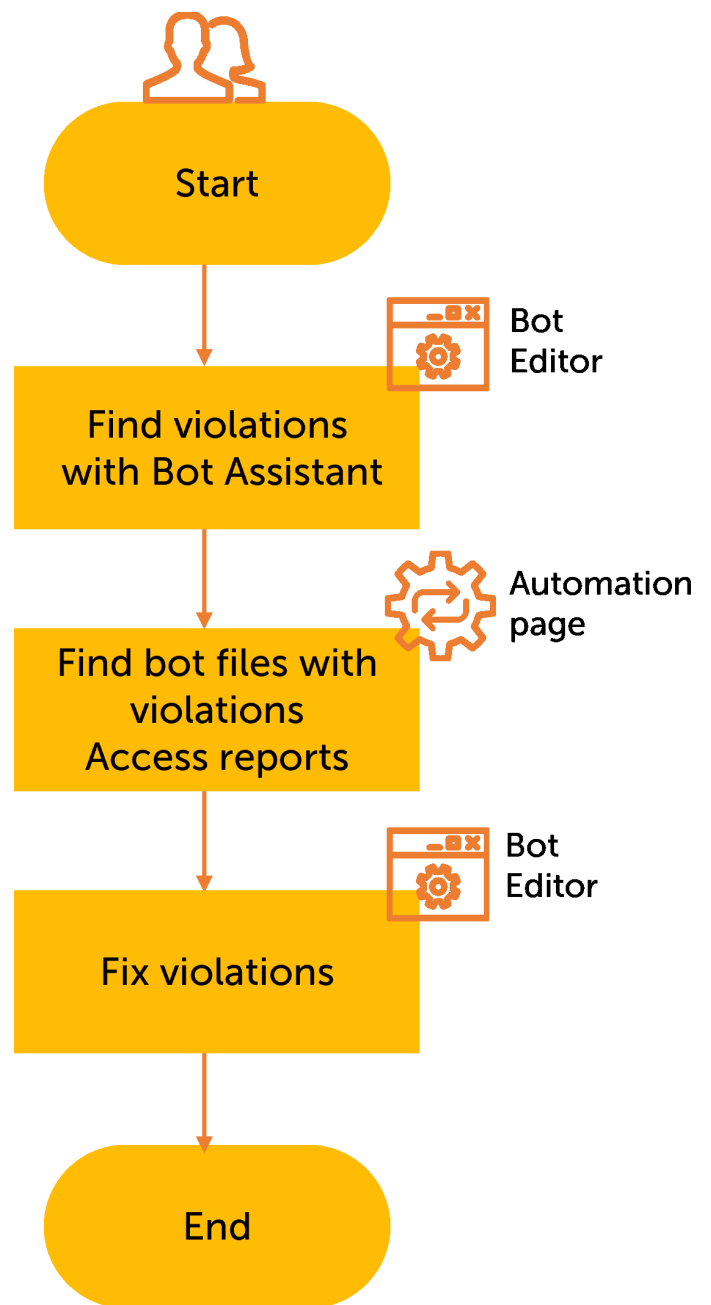 Start
Bot
Editor
Find violations
with Bot Assistant
Automation
page
Find bot files with
violations
Access reports
Bot
Editor
Fix violations
End